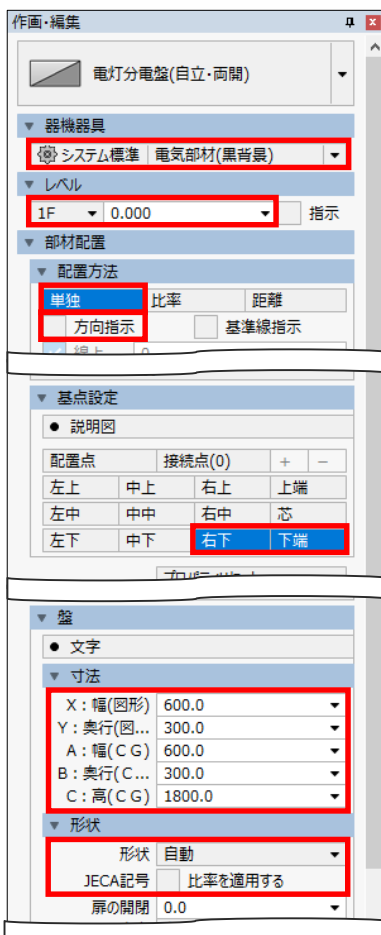 作画・編集
電灯分電盤(自立・両開)
器機器具
システム標準 電気部材(黒背景)
レベル
1F 0.000 指示
部材配置
配置方法
単独 比率 距離
方向指示 基準線指示
線上 0
基点設定
● 説明図
配置点 接続点(0) + −
左上 中上 右上 上端
左中 中中 右中 芯
左下 中下 右下 下端
盤
● 文字
寸法
X：幅(図形) 600.0
Y：奥行(図... 300.0
A：幅(ＣＧ) 600.0
B：奥行(Ｃ... 300.0
C：高(ＣＧ) 1800.0
形状
形状 自動
JECA記号 比率を適用する
扉の開閉 0.0